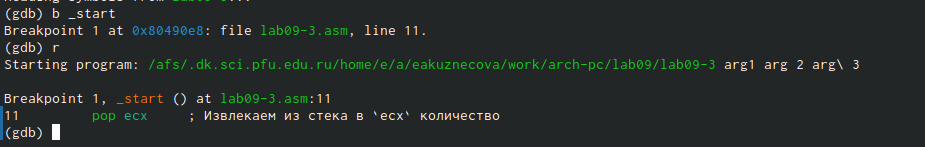 (gdb) b _start
Breakpoint 1 at 0x80490e8: file lab09-3.asm, line 11.
(gdb) r
Starting program: /afs/.dk.sci.pfu.edu.ru/home/e/a/eakuznecova/work/arch-pc/lab09/lab09-3 arg1 arg 2 arg\ 3
Breakpoint 1, _start () at lab09-3.asm:11
11 pop ecx ; Извлекаем из стека в `ecx` количество
(gdb)